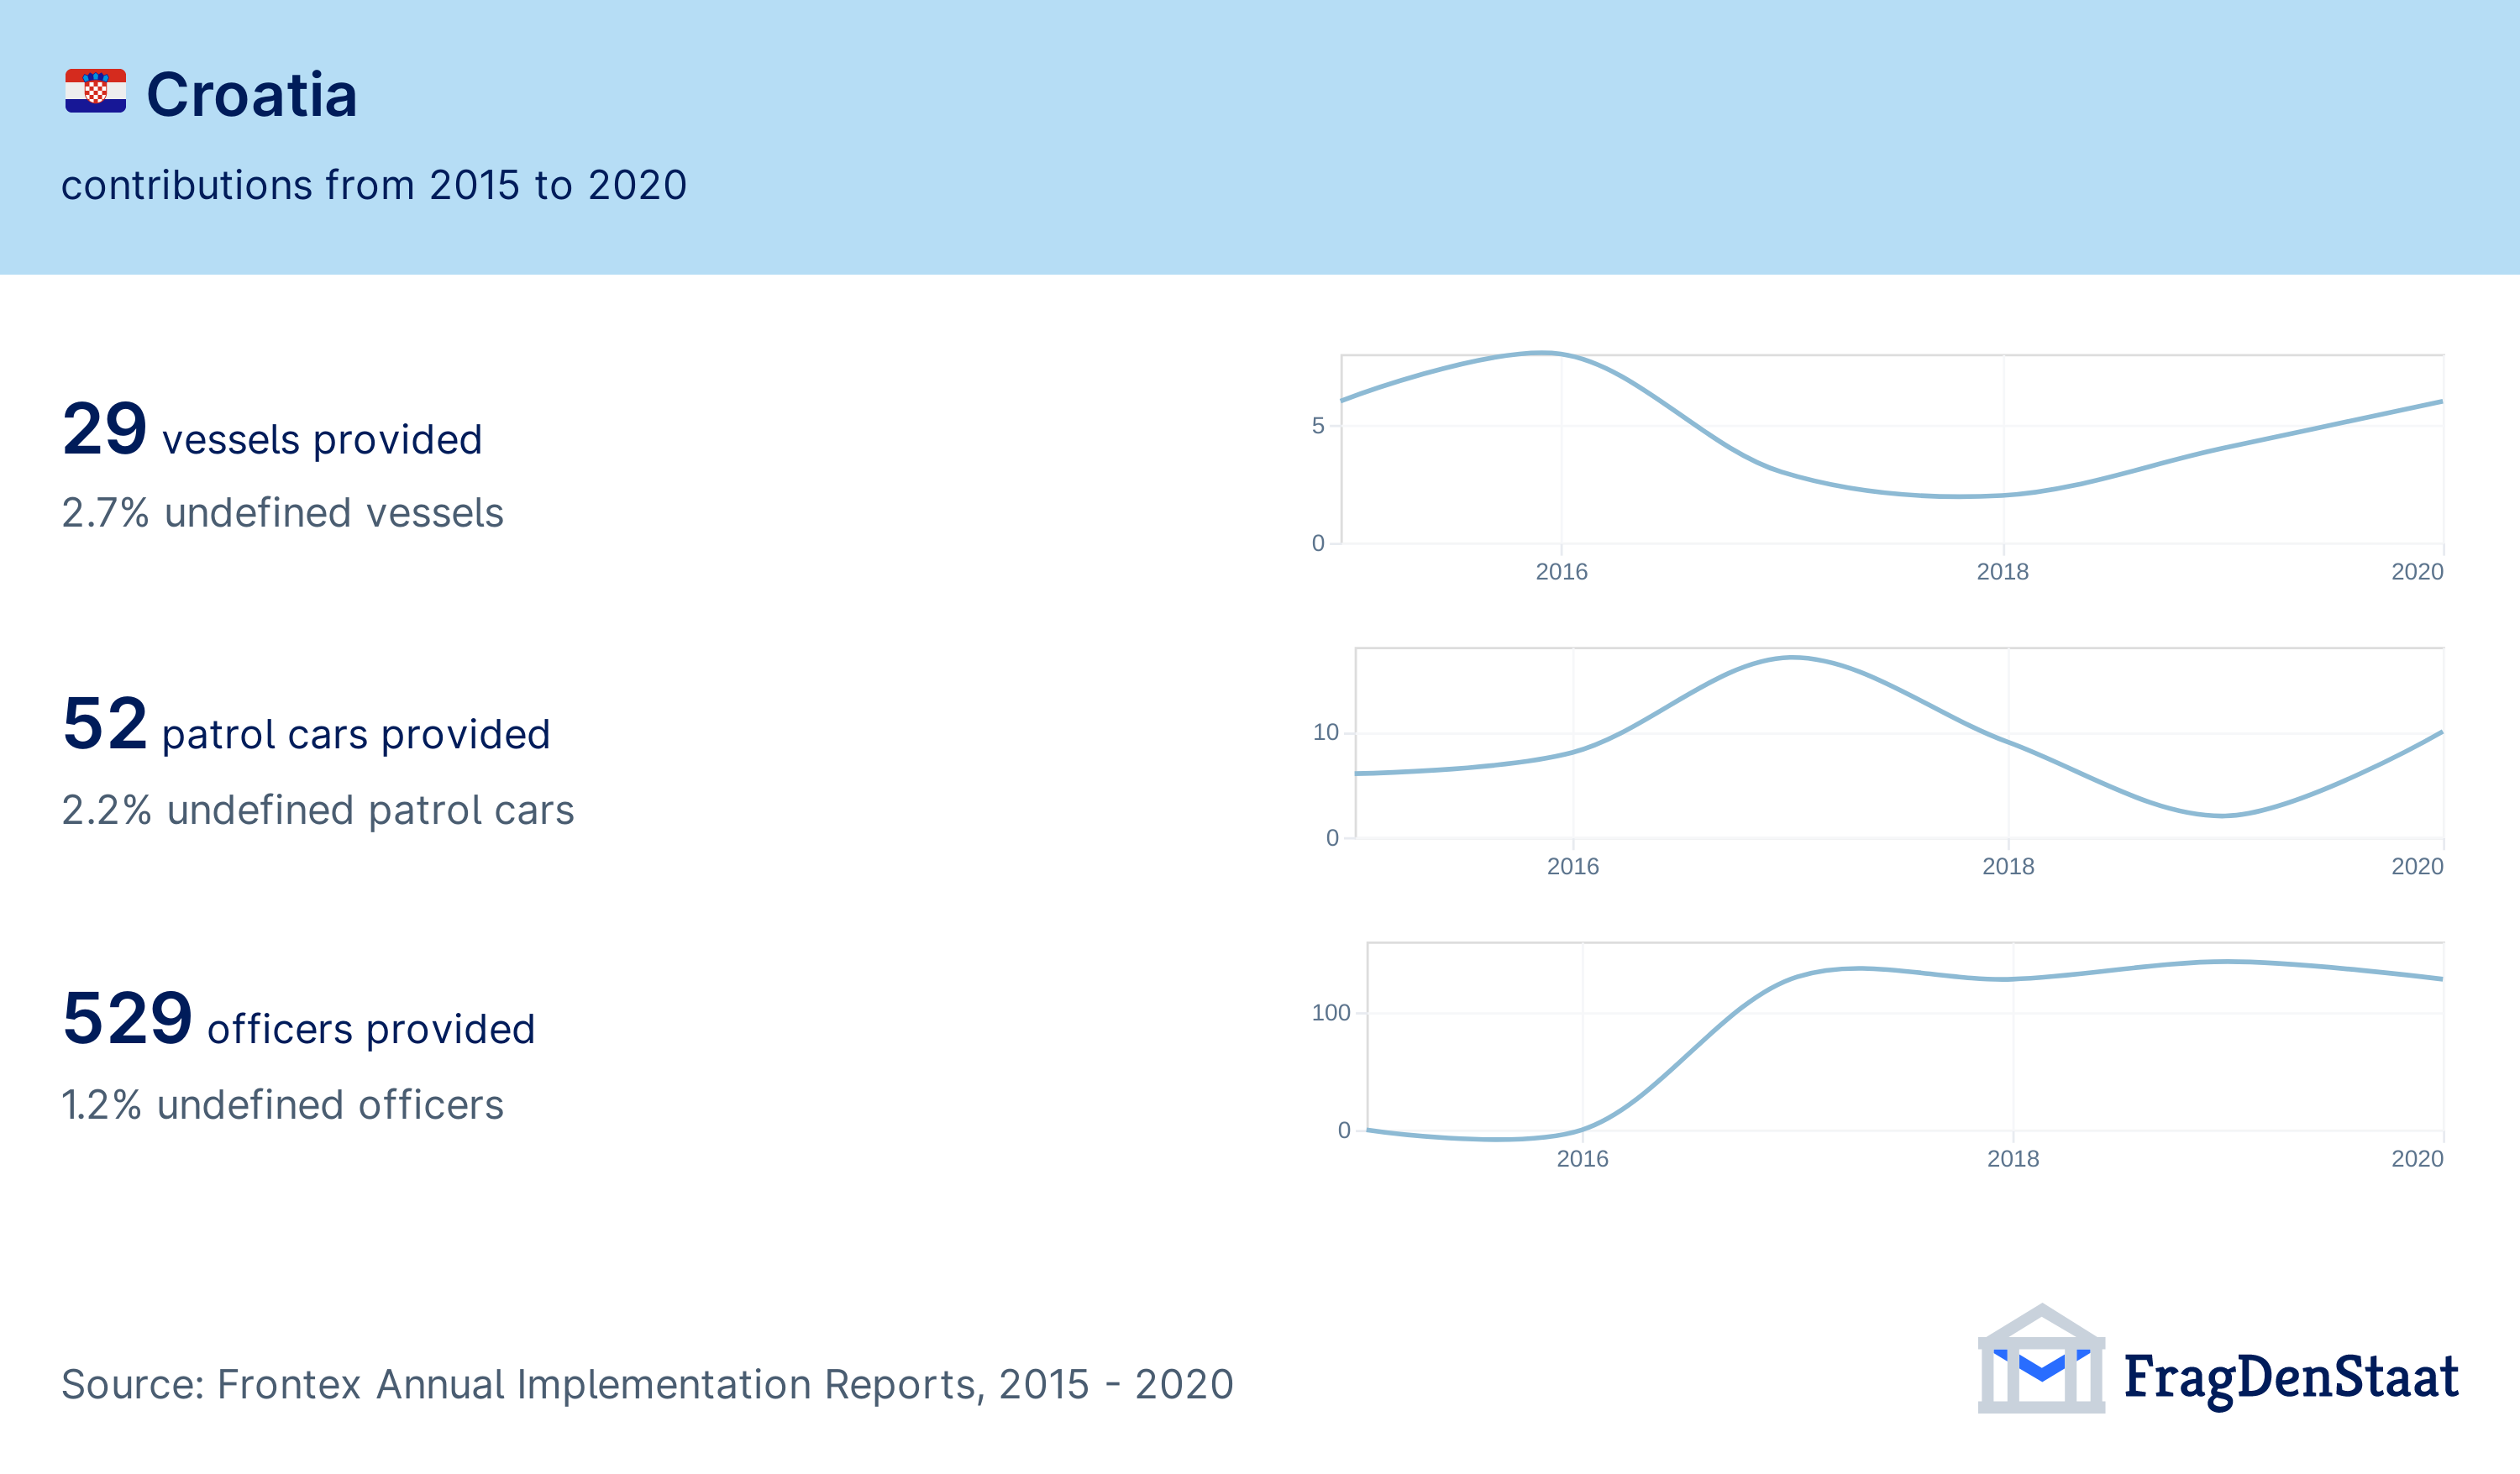 Croatia
contributions from 2015 to 2020
29 vessels provided
2.7% undefined vessels
5
0
2016
2018
2020
52 patrol cars provided
2.2% undefined patrol cars
10
0
2016
2018
2020
529 officers provided
1.2% undefined officers
100
0
2016
2018
2020
Source: Frontex Annual Implementation Reports, 2015 - 2020
FragDenStaat